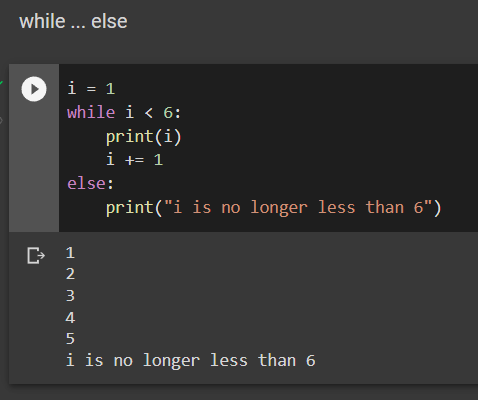 while ... else
i = 1
while i < 6:
    print(i)
    i += 1
else:
    print("i is no longer less than 6")
1
2
3
4
5
i is no longer less than 6